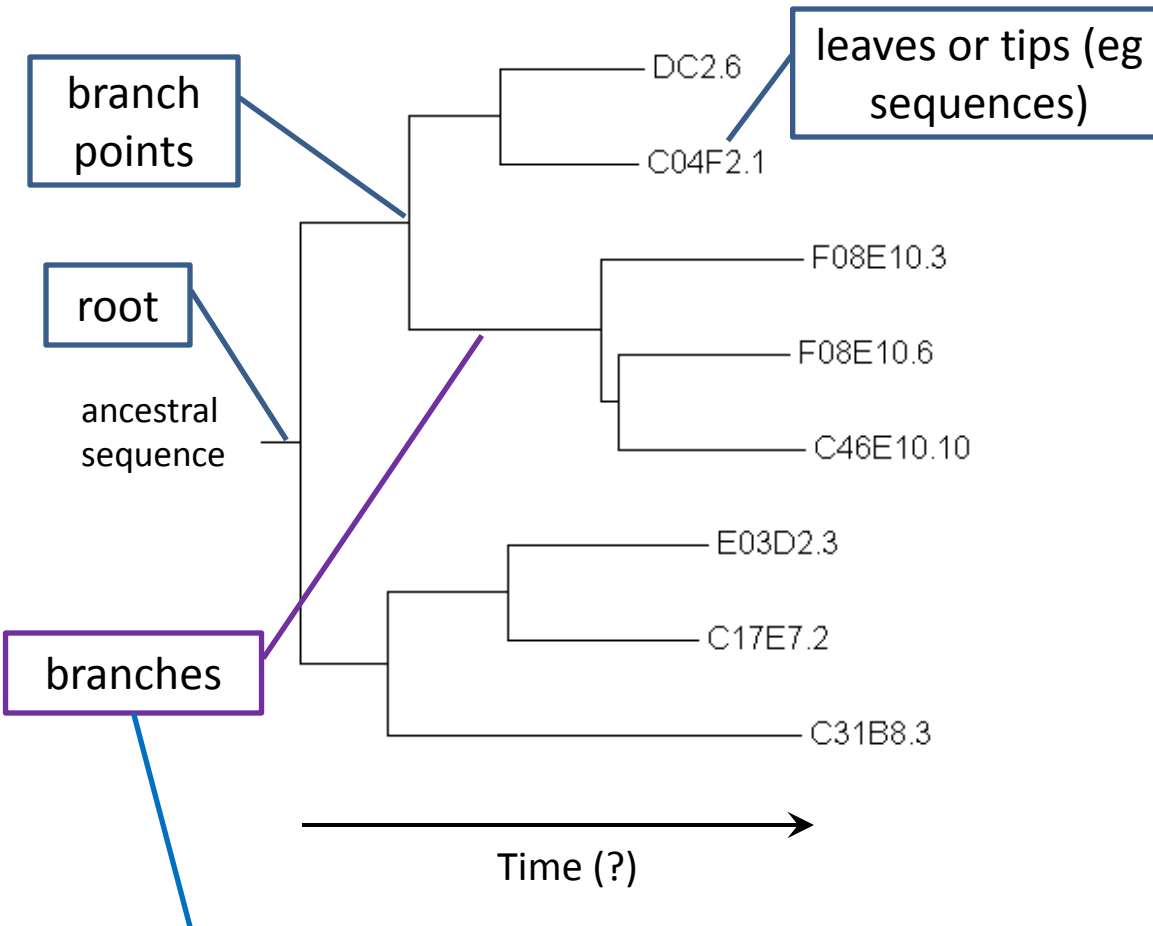 branch
points
root
ancestral
sequence
branches
leaves or tips (eg
sequences)
DC2.6
C04F2.1
F08E10.3
F08E10.6
C46E10.10
E03D2.3
C17E7.2
C31B8.3
Time (?)